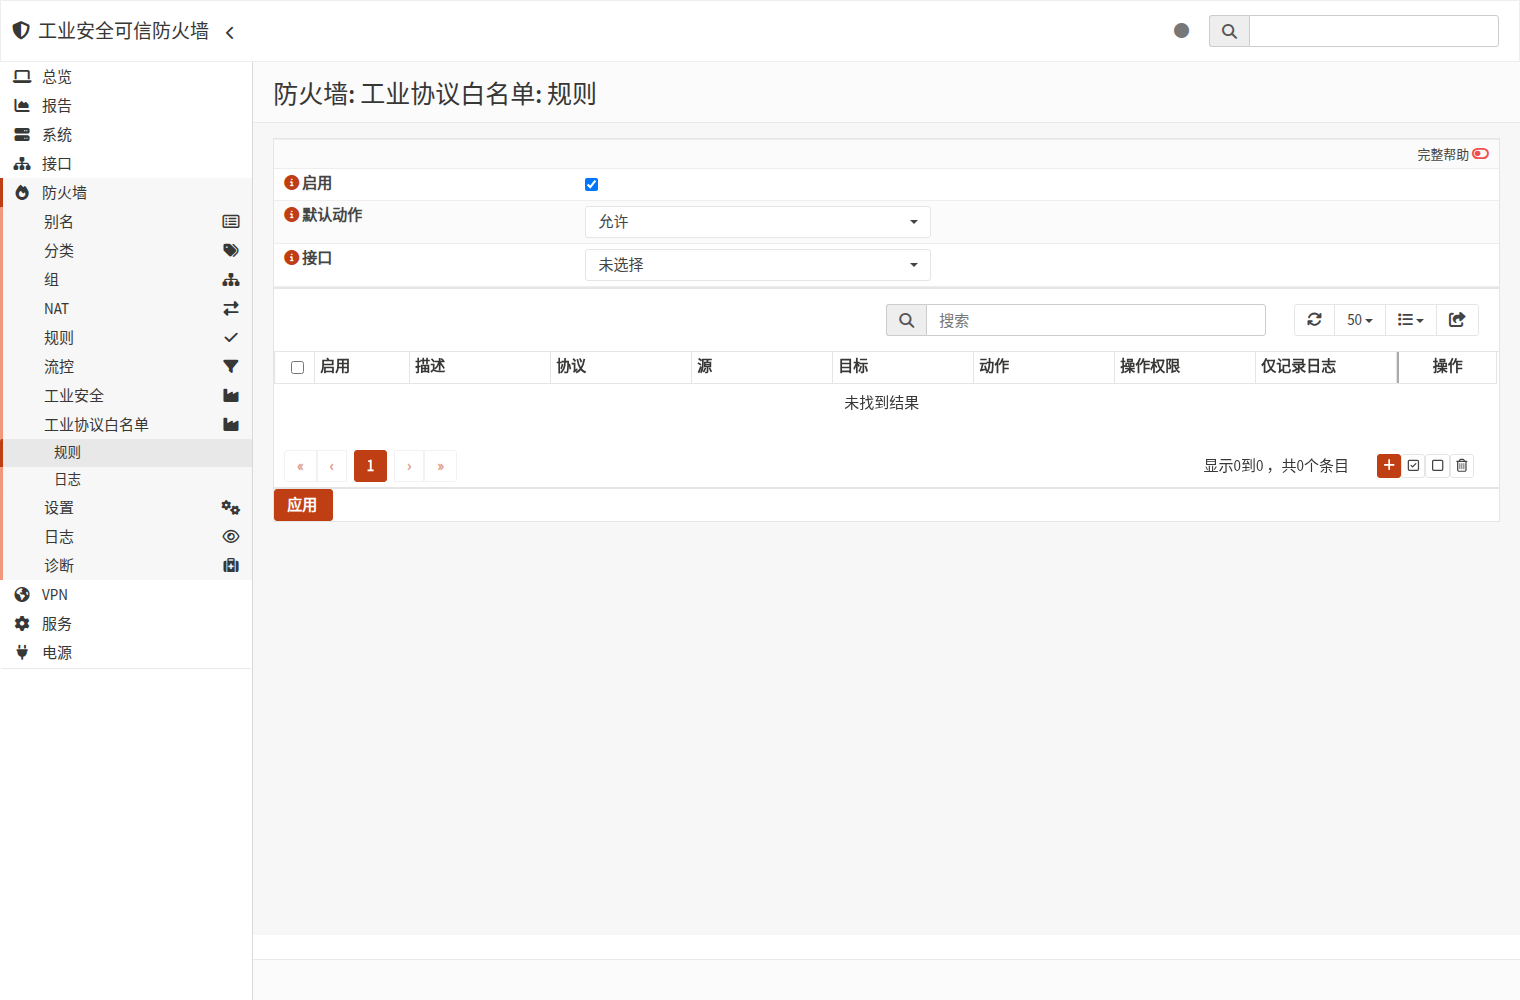 工业安全可信防火墙
总览
报告
系统
接口
防火墙
别名
分类
组
NAT
规则
流控
工业安全
工业协议白名单
规则
日志
设置
日志
诊断
VPN
服务
电源
防火墙: 工业协议白名单: 规则
完整帮助
启用
默认动作 允许
接口 未选择
搜索 50
启用 描述 协议 源 目标 动作 操作权限 仅记录日志 操作
未找到结果
« ‹ 1 › » 显示0到0 ，共0个条目
应用